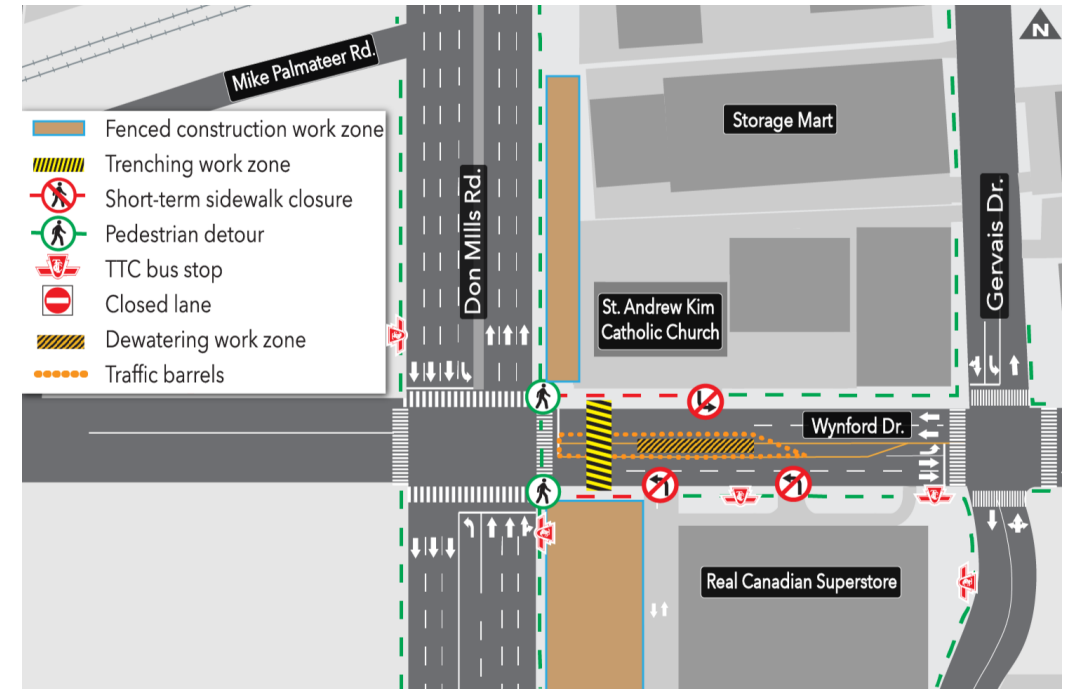 N
Mike Palmateer Rd.
Fenced construction work zone
Trenching work zone
Short-term sidewalk closure
Pedestrian detour
TTC bus stop
Closed lane
Dewatering work zone
Traffic barrels
Don Mills Rd.
Storage Mart
Gervais Dr.
St. Andrew Kim
Catholic Church
Wynford Dr.
Real Canadian Superstore